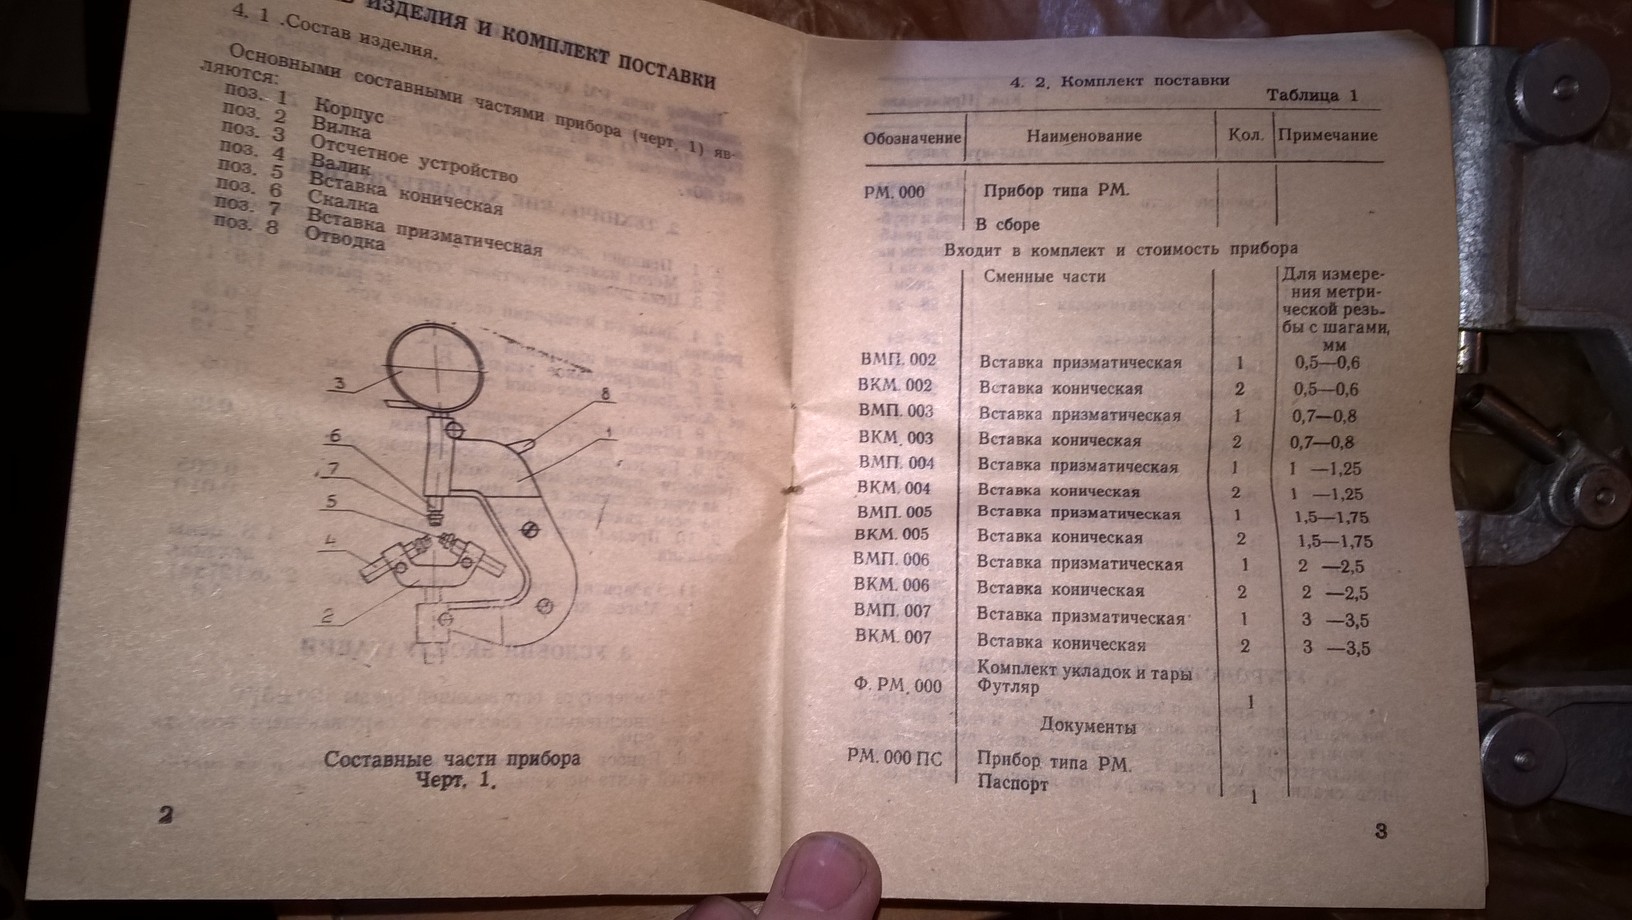 ИЗДЕЛИЯ И КОМПЛЕКТ ПОСТАВКИ
4. 1 .Состав изделия.
Основными составными частями прибора (черт, 1) яв-
ляются:
поз. 1 Корпус
поз. 2 Вилка
поз. 3 Отсчетное устройство
поз. 4 Валик
поз. 5 Вставка коническая
поз. 6 Скалка
поз. 7 Вставка призматическая
поз. 8 Отводка
3
8
1
6
7
5
4
2
Составные части прибора
Черт, 1.
2
4. 2, Комплект поставки
Таблица 1
Обозначение Наименование Кол. Примечание
РМ. 000 Прибор типа РМ.
В сборе
Входит в комплект и стоимость прибора
Сменные части Для измере-
ния метри-
ческой резь-
бы с шагами,
мм
ВМП. 002 Вставка призматическая 1 0,5—0,6
ВКМ. 002 Вставка коническая 2 0,5—0,6
ВМП. 003 Вставка призматическая 1 0,7—0,8
ВКМ. 003 Вставка коническая 2 0,7—0,8
ВМП. 004 Вставка призматическая 1 1 —1,25
ВКМ. 004 Вставка коническая 2 1 —1,25
ВМП. 005 Вставка призматическая 1 1,5—1,75
ВКМ. 005 Вставка коническая 2 1,5—1,75
ВМП. 006 Вставка призматическая 1 2 —2,5
ВКМ. 006 Вставка коническая 2 2 —2,5
ВМП. 007 Вставка призматическая 1 3 —3,5
ВКМ. 007 Вставка коническая 2 3 —3,5
Комплект укладок и тары
Ф. РМ. 000 Футляр
1
Документы
РМ. 000 ПС Прибор типа РМ.
Паспорт
1
3